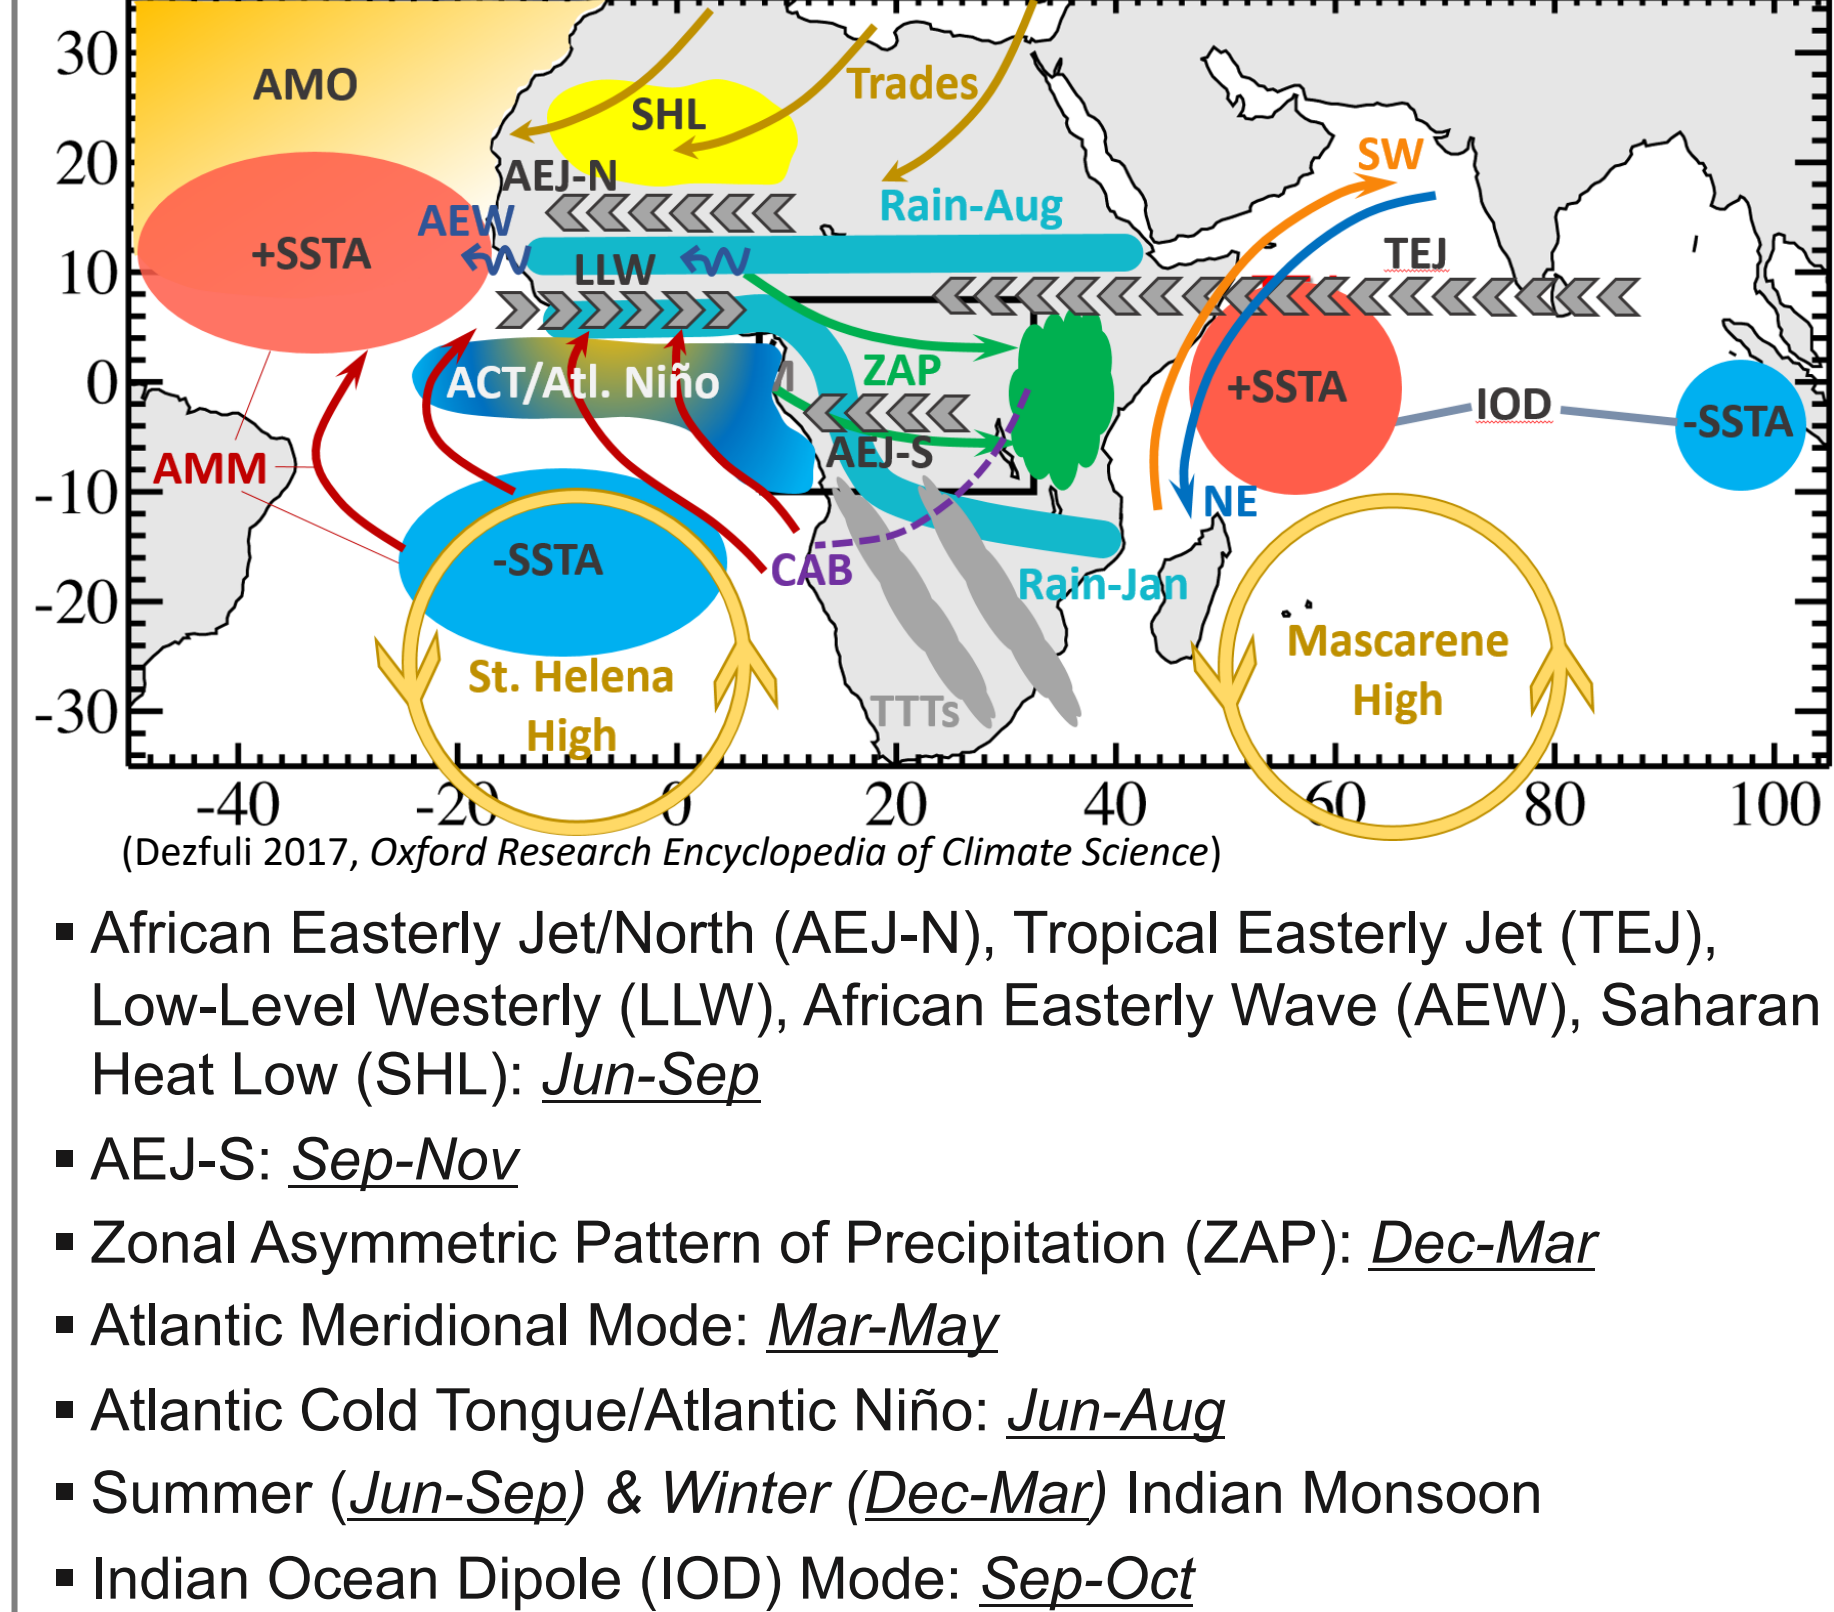 30
20
10
0
-10
-20
-30
AMO
SHL
Trades
AEJ-N
SW
AEW
Rain-Aug
+SSTA
LLW
TEJ
ACT/Atl. Niño
ZAP
+SSTA
IOD
-SSTA
AEJ-S
AMM
NE
-SSTA
CAB
Rain-Jan
St. Helena
High
TTTs
Mascarene
High
-40 -20 0 20 40 60 80 100
(Dezfuli 2017, Oxford Research Encyclopedia of Climate Science)
▪ African Easterly Jet/North (AEJ-N), Tropical Easterly Jet (TEJ),
Low-Level Westerly (LLW), African Easterly Wave (AEW), Saharan
Heat Low (SHL): Jun-Sep
▪ AEJ-S: Sep-Nov
▪ Zonal Asymmetric Pattern of Precipitation (ZAP): Dec-Mar
▪ Atlantic Meridional Mode: Mar-May
▪ Atlantic Cold Tongue/Atlantic Niño: Jun-Aug
▪ Summer (Jun-Sep) & Winter (Dec-Mar) Indian Monsoon
▪ Indian Ocean Dipole (IOD) Mode: Sep-Oct